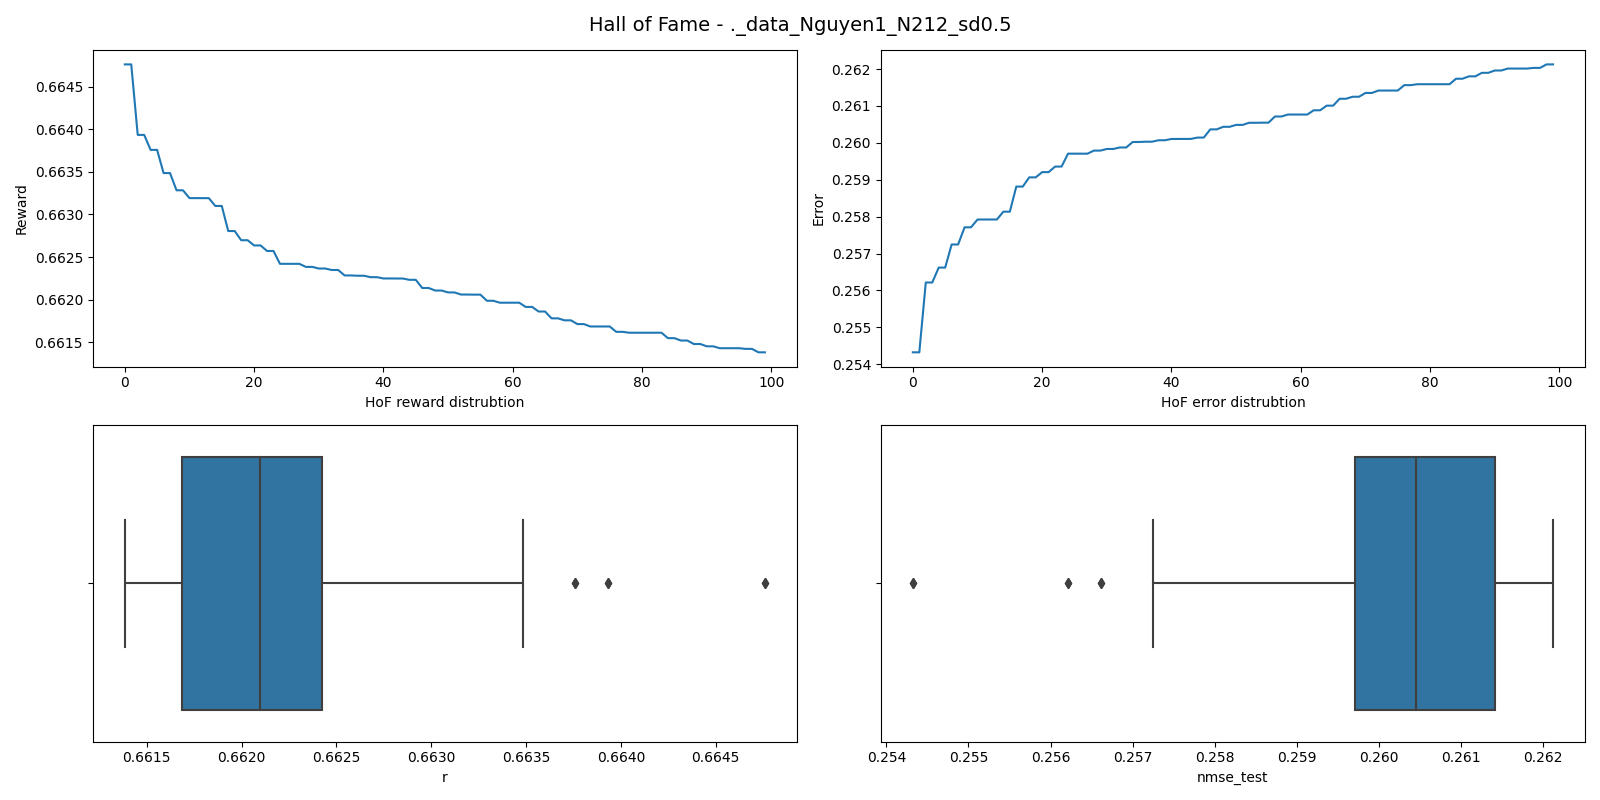 Hall of Fame - ._data_Nguyen1_N212_sd0.5
Reward
0.6645
0.6640
0.6635
0.6630
0.6625
0.6620
0.6615
0 20 40 60 80 100
HoF reward distrubtion
Error
0.262
0.261
0.260
0.259
0.258
0.257
0.256
0.255
0.254
0 20 40 60 80 100
HoF error distrubtion
0.6615 0.6620 0.6625 0.6630 0.6635 0.6640 0.6645
r
0.254 0.255 0.256 0.257 0.258 0.259 0.260 0.261 0.262
nmse_test